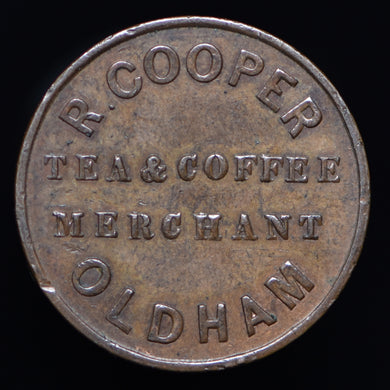 R. COOPER
TEA & COFFEE
MERCHANT
OLDHAM